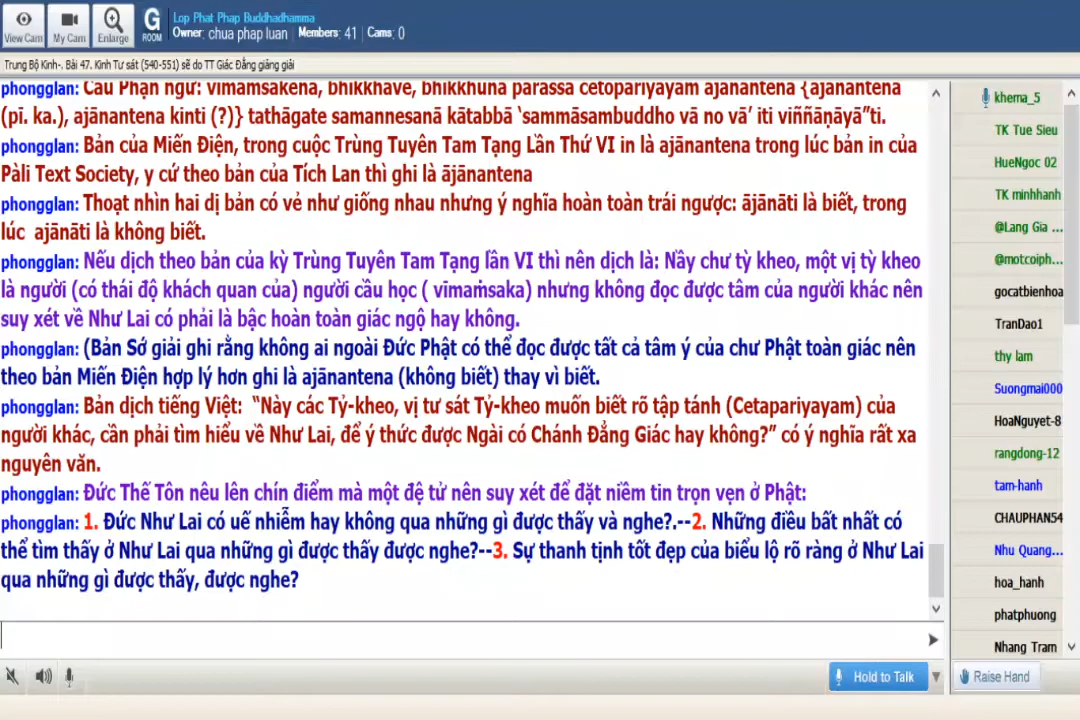 View Cam
My Cam
Enlarge
G
ROOM
Lop Phat Phap Buddhadhamma
Owner: chua phap luan | Members: 41 | Cams: 0
Trung Bộ Kinh-. Bài 47. Kinh Tư sát (540-551) sẽ do TT Giác Đẳng giảng giải
phongglan: Câu Phạn ngữ: vīmaṃsakena, bhikkhave, bhikkhunā parassa cetopariyāyaṃ ajānantena {ajānantena
(pī. ka.), ajānantena kinti (?)} tathāgate samannesanā kātabbā ‘sammāsambuddho vā no vā’ iti viññāṇāyā”ti.
phongglan: Bản của Miến Điện, trong cuộc Trùng Tuyên Tam Tạng Lần Thứ VI in là ajānantena trong lúc bản in của
Pàli Text Society, y cứ theo bản của Tích Lan thì ghi là ājānantena
phongglan: Thoạt nhìn hai dị bản có vẻ như giống nhau nhưng ý nghĩa hoàn toàn trái ngược: ājānāti là biết, trong
lúc ajānāti là không biết.
phongglan: Nếu dịch theo bản của kỳ Trùng Tuyên Tam Tạng lần VI thì nên dịch là: Nầy chư tỳ kheo, một vị tỳ kheo
là người (có thái độ khách quan của) người cầu học ( vīmaṁsaka) nhưng không đọc được tâm của người khác nên
suy xét về Như Lai có phải là bậc hoàn toàn giác ngộ hay không.
phongglan: (Bản Sớ giải ghi rằng không ai ngoài Đức Phật có thể đọc được tất cả tâm ý của chư Phật toàn giác nên
theo bản Miến Điện hợp lý hơn ghi là ajānantena (không biết) thay vì biết.
phongglan: Bản dịch tiếng Việt: “Này các Tỷ-kheo, vị tư sát Tỷ-kheo muốn biết rõ tập tánh (Cetapariyayam) của
người khác, cần phải tìm hiểu về Như Lai, để ý thức được Ngài có Chánh Đẳng Giác hay không?” có ý nghĩa rất xa
nguyên văn.
phongglan: Đức Thế Tôn nêu lên chín điểm mà một đệ tử nên suy xét để đặt niềm tin trọn vẹn ở Phật:
phongglan: 1. Đức Như Lai có uế nhiễm hay không qua những gì được thấy và nghe?.--2. Những điều bất nhất có
thể tìm thấy ở Như Lai qua những gì được thấy được nghe?--3. Sự thanh tịnh tốt đẹp của biểu lộ rõ ràng ở Như Lai
qua những gì được thấy, được nghe?
khema_5
TK Tue Sieu
HueNgoc 02
TK minhhanh
@Lang Gia ...
@motcoiph...
gocatbienhoa
TranDao1
thy lam
Suongmai000
HoaNguyet-8
rangdong-12
tam-hanh
CHAUPHAN54
Nhu Quang...
hoa_hanh
phatphuong
Nhang Tram
Hold to Talk
Raise Hand